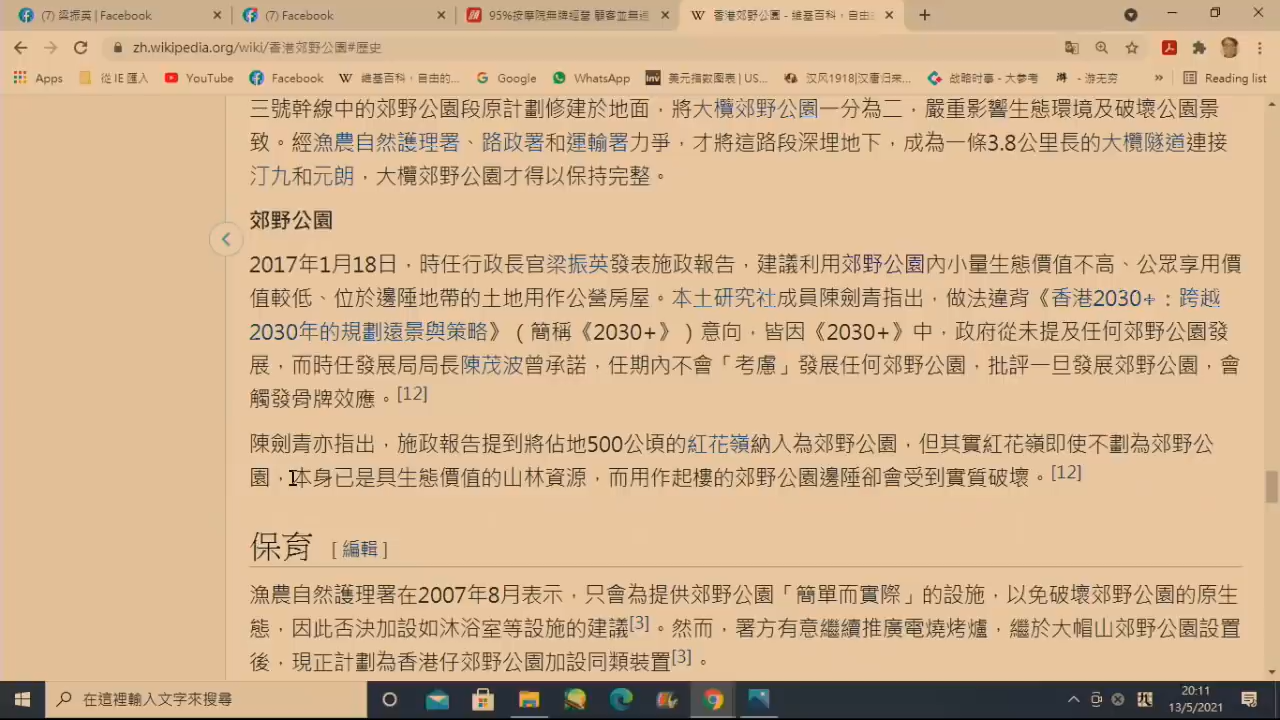 (7) 梁振英 | Facebook
(7) Facebook
95%按摩院無牌經營 顧客並無違
香港郊野公園 - 維基百科，自由
zh.wikipedia.org/wiki/香港郊野公園#歷史
Apps
從 IE 匯入
YouTube
Facebook
維基百科，自由的...
Google
WhatsApp
美元指数图表 | US...
汉风1918|汉唐归来...
战略时事 - 大参考
- 游无穷
Reading list
三號幹線中的郊野公園段原計劃修建於地面，將大欖郊野公園一分為二，嚴重影響生態環境及破壞公園景
致。經漁農自然護理署、路政署和運輸署力爭，才將這路段深埋地下，成為一條3.8公里長的大欖隧道連接
汀九和元朗，大欖郊野公園才得以保持完整。
郊野公園
2017年1月18日，時任行政長官梁振英發表施政報告，建議利用郊野公園內小量生態價值不高、公眾享用價
值較低、位於邊陲地帶的土地用作公營房屋。本土研究社成員陳劍青指出，做法違背《香港2030+：跨越
2030年的規劃遠景與策略》（簡稱《2030+》）意向，皆因《2030+》中，政府從未提及任何郊野公園發
展，而時任發展局局長陳茂波曾承諾，任期內不會「考慮」發展任何郊野公園，批評一旦發展郊野公園，會
觸發骨牌效應。[12]
陳劍青亦指出，施政報告提到將佔地500公頃的紅花嶺納入為郊野公園，但其實紅花嶺即使不劃為郊野公
園，本身已是具生態價值的山林資源，而用作起樓的郊野公園邊陲卻會受到實質破壞。[12]
保育 [編輯]
漁農自然護理署在2007年8月表示，只會為提供郊野公園「簡單而實際」的設施，以免破壞郊野公園的原生
態，因此否決加設如沐浴室等設施的建議[3]。然而，署方有意繼續推廣電燒烤爐，繼於大帽山郊野公園設置
後，現正計劃為香港仔郊野公園加設同類裝置[3]。
在這裡輸入文字來搜尋
20:11
13/5/2021